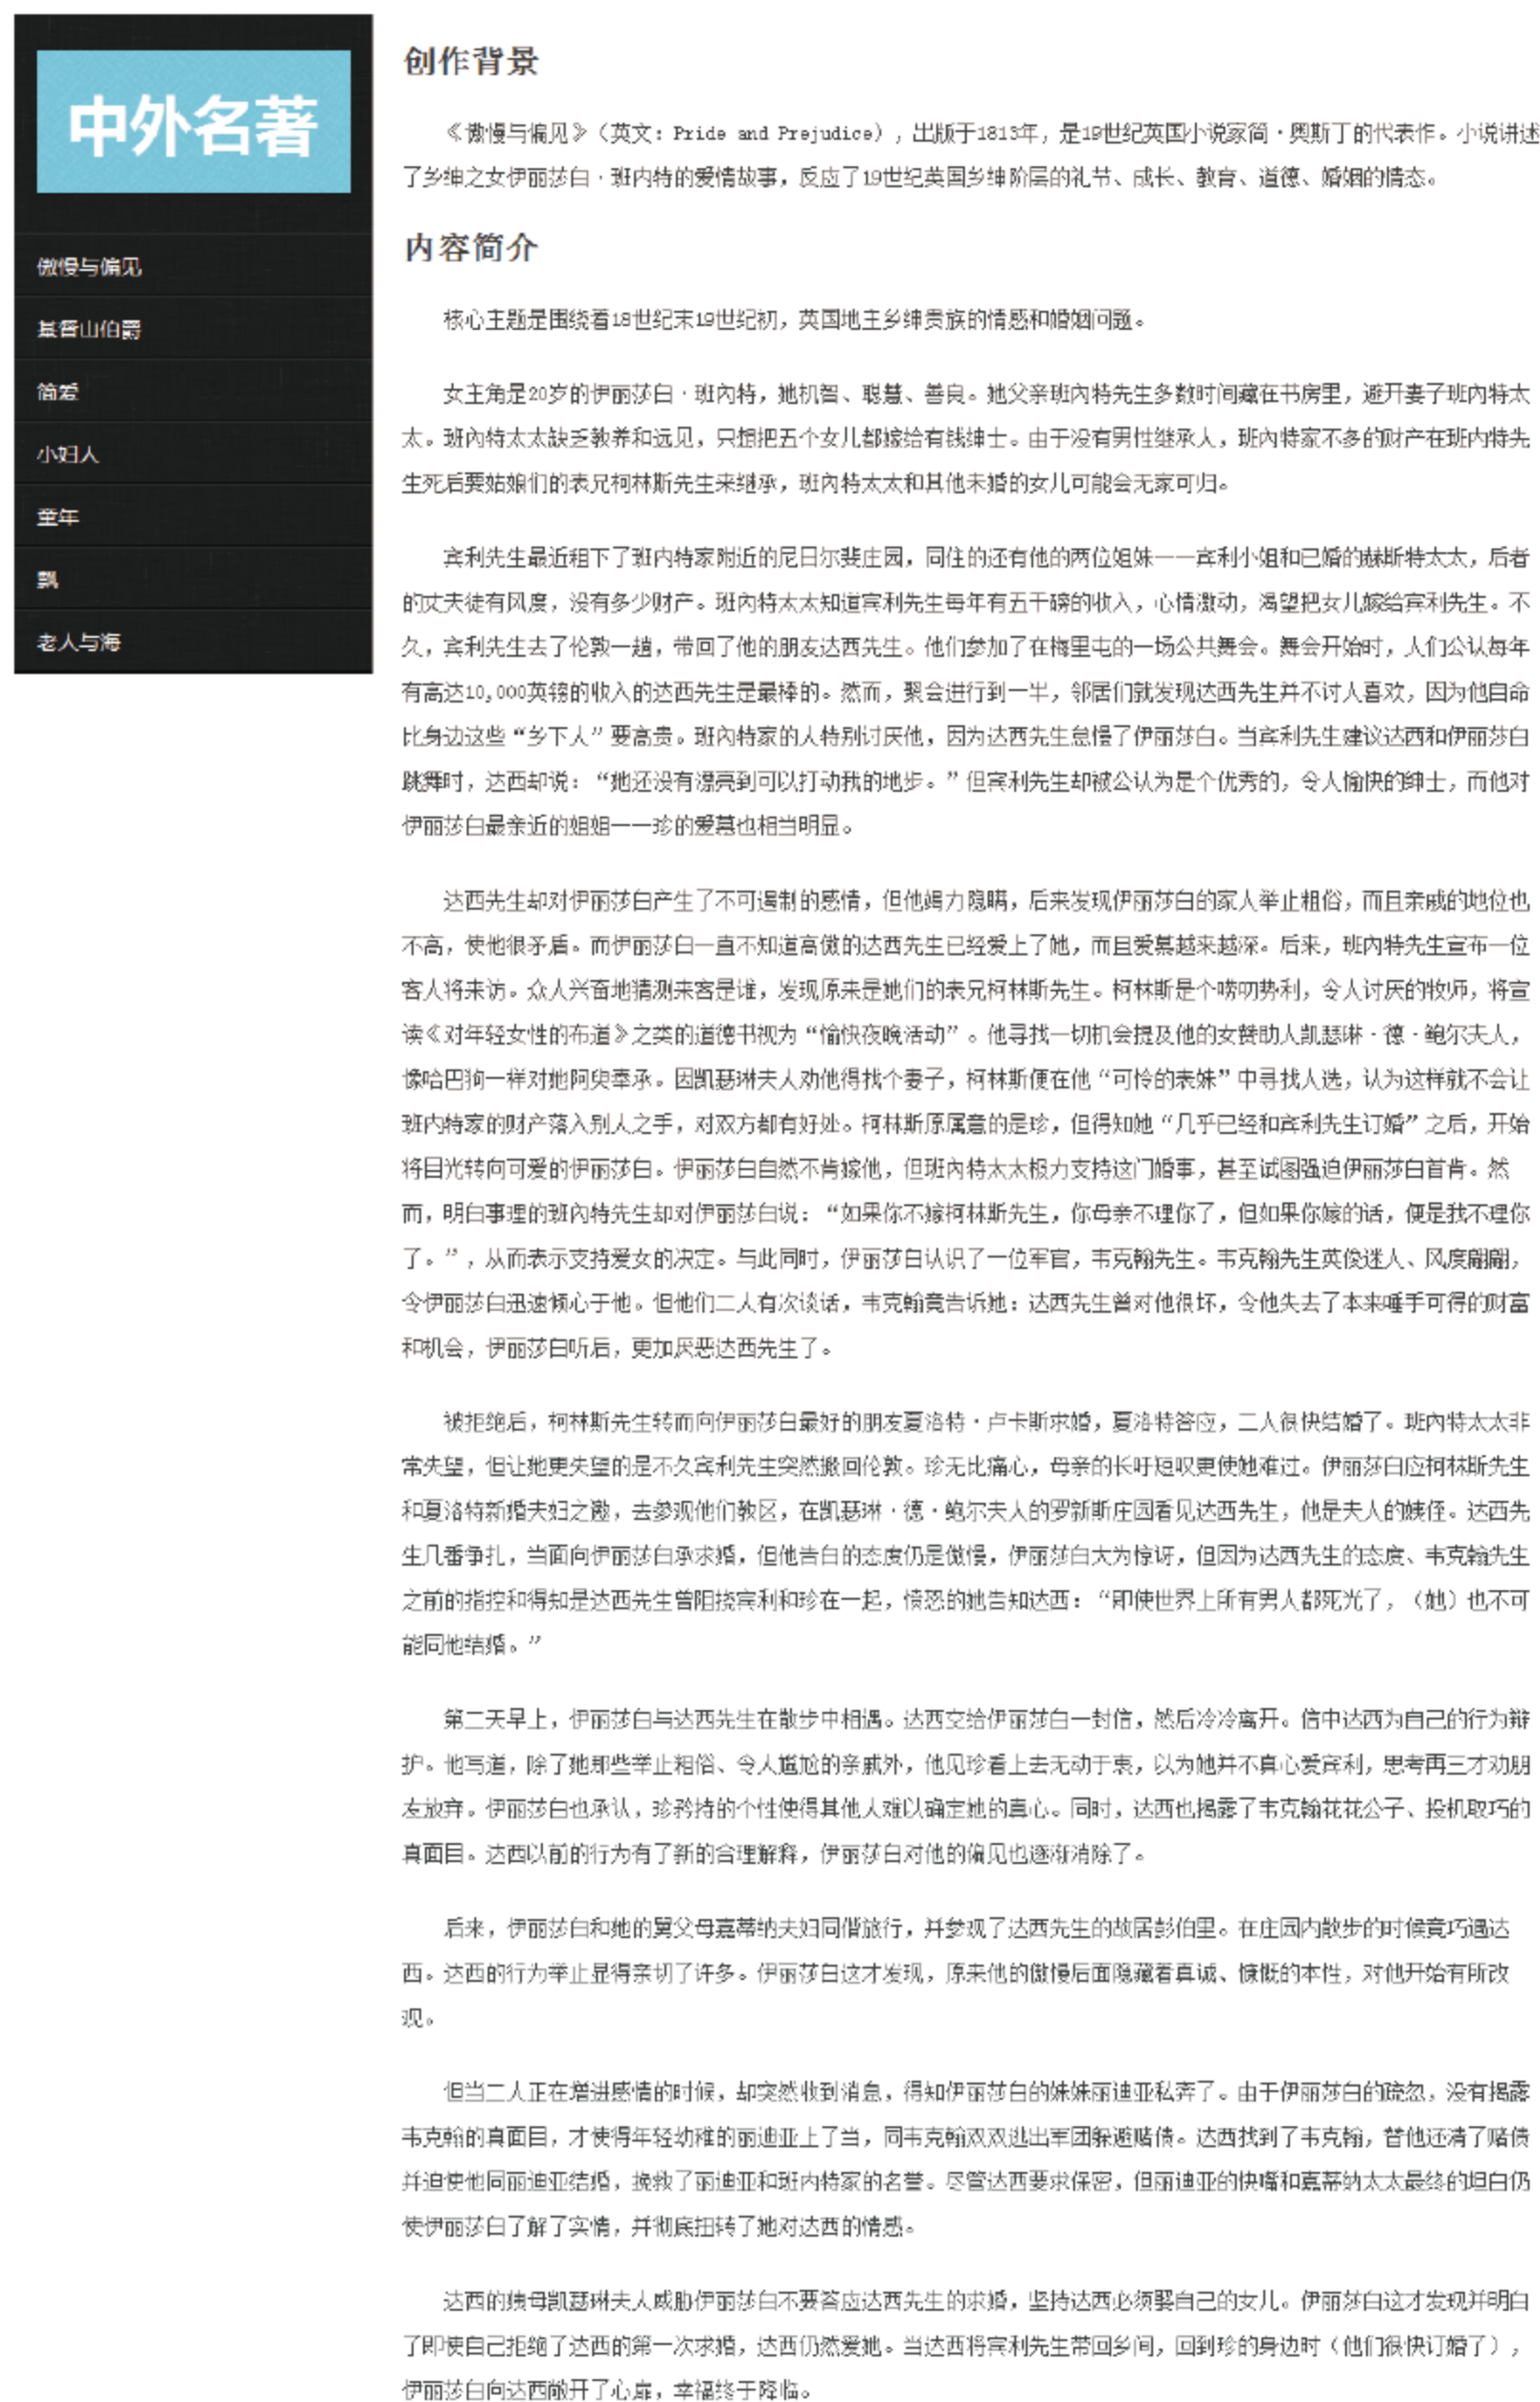 中外名著
傲慢与偏见
基督山伯爵
简爱
小妇人
童年
飘
老人与海
创作背景
《傲慢与偏见》（英文：Pride and Prejudice），出版于1813年，是19世纪英国小说家简·奥斯丁的代表作。小说讲述
了乡绅之女伊丽莎白·班内特的爱情故事，反应了19世纪英国乡绅阶层的礼节、成长、教育、道德、婚姻的情态。
内容简介
核心主题是围绕着18世纪末19世纪初，英国地主乡绅贵族的情感和婚姻问题。
女主角是20岁的伊丽莎白·班内特，她机智、聪慧、善良。她父亲班内特先生多数时间藏在书房里，避开妻子班内特太
太。班内特太太缺乏教养和远见，只想把五个女儿都嫁给有钱绅士。由于没有男性继承人，班内特家不多的财产在班内特先
生死后要姑娘们的表兄柯林斯先生来继承，班内特太太和其他未婚的女儿可能会无家可归。
宾利先生最近租下了班内特家附近的尼日尔斐庄园，同住的还有他的两位姐妹——宾利小姐和已婚的赫斯特太太，后者
的丈夫徒有风度，没有多少财产。班内特太太知道宾利先生每年有五千磅的收入，心情激动，渴望把女儿嫁给宾利先生。不
久，宾利先生去了伦敦一趟，带回了他的朋友达西先生。他们参加了在梅里屯的一场公共舞会。舞会开始时，人们公认每年
有高达10,000英镑的收入的达西先生是最棒的。然而，聚会进行到一半，邻居们就发现达西先生并不讨人喜欢，因为他自命
比身边这些“乡下人”要高贵。班内特家的人特别讨厌他，因为达西先生怠慢了伊丽莎白。当宾利先生建议达西和伊丽莎白
跳舞时，达西却说：“她还没有漂亮到可以打动我的地步。”但宾利先生却被公认为是个优秀的，令人愉快的绅士，而他对
伊丽莎白最亲近的姐姐——珍的爱慕也相当明显。
达西先生却对伊丽莎白产生了不可遏制的感情，但他竭力隐瞒，后来发现伊丽莎白的家人举止粗俗，而且亲戚的地位也
不高，使他很矛盾。而伊丽莎白一直不知道高傲的达西先生已经爱上了她，而且爱慕越来越深。后来，班内特先生宣布一位
客人将来访。众人兴奋地猜测来客是谁，发现原来是她们的表兄柯林斯先生。柯林斯是个唠叨势利，令人讨厌的牧师，将宣
读《对年轻女性的布道》之类的道德书视为“愉快夜晚活动”。他寻找一切机会提及他的女赞助人凯瑟琳·德·鲍尔夫人，
像哈巴狗一样对她阿臾奉承。因凯瑟琳夫人劝他得找个妻子，柯林斯便在他“可怜的表妹”中寻找人选，认为这样就不会让
班内特家的财产落入别人之手，对双方都有好处。柯林斯原属意的是珍，但得知她“几乎已经和宾利先生订婚”之后，开始
将目光转向可爱的伊丽莎白。伊丽莎白自然不肯嫁他，但班内特太太极力支持这门婚事，甚至试图强迫伊丽莎白首肯。然
而，明白事理的班内特先生却对伊丽莎白说：“如果你不嫁柯林斯先生，你母亲不理你了，但如果你嫁的话，便是我不理你
了。”，从而表示支持爱女的决定。与此同时，伊丽莎白认识了一位军官，韦克翰先生。韦克翰先生英俊迷人、风度翩翩，
令伊丽莎白迅速倾心于他。但他们二人有次谈话，韦克翰竟告诉她：达西先生曾对他很坏，令他失去了本来唾手可得的财富
和机会，伊丽莎白听后，更加厌恶达西先生了。
被拒绝后，柯林斯先生转而向伊丽莎白最好的朋友夏洛特·卢卡斯求婚，夏洛特答应，二人很快结婚了。班内特太太非
常失望，但让她更失望的是不久宾利先生突然搬回伦敦。珍无比痛心，母亲的长吁短叹更使她难过。伊丽莎白应柯林斯先生
和夏洛特新婚夫妇之邀，去参观他们教区，在凯瑟琳·德·鲍尔夫人的罗新斯庄园看见达西先生，他是夫人的姨侄。达西先
生几番争扎，当面向伊丽莎白承求婚，但他告白的态度仍是傲慢，伊丽莎白大为惊讶，但因为达西先生的态度、韦克翰先生
之前的指控和得知是达西先生曾阻挠宾利和珍在一起，愤怒的她告知达西：“即使世界上所有男人都死光了，（她）也不可
能同他结婚。”
第二天早上，伊丽莎白与达西先生在散步中相遇。达西交给伊丽莎白一封信，然后冷冷离开。信中达西为自己的行为辩
护。他写道，除了她那些举止粗俗、令人尴尬的亲戚外，他见珍看上去无动于衷，以为她并不真心爱宾利，思考再三才劝朋
友放弃。伊丽莎白也承认，珍矜持的个性使得其他人难以确定她的真心。同时，达西也揭露了韦克翰花花公子、投机取巧的
真面目。达西以前的行为有了新的合理解释，伊丽莎白对他的偏见也逐渐消除了。
后来，伊丽莎白和她的舅父母嘉蒂纳夫妇同偕旅行，并参观了达西先生的故居彭伯里。在庄园内散步的时候竟巧遇达
西。达西的行为举止显得亲切了许多。伊丽莎白这才发现，原来他的傲慢后面隐藏着真诚、慷慨的本性，对他开始有所改
观。
但当二人正在增进感情的时候，却突然收到消息，得知伊丽莎白的妹妹丽迪亚私奔了。由于伊丽莎白的疏忽，没有揭露
韦克翰的真面目，才使得年轻幼稚的丽迪亚上了当，同韦克翰双双逃出军团躲避赌债。达西找到了韦克翰，替他还清了赌债
并迫使他同丽迪亚结婚，挽救了丽迪亚和班内特家的名誉。尽管达西要求保密，但丽迪亚的快嘴和嘉蒂纳太太最终的坦白仍
使伊丽莎白了解了实情，并彻底扭转了她对达西的情感。
达西的姨母凯瑟琳夫人威胁伊丽莎白不要答应达西先生的求婚，坚持达西必须娶自己的女儿。伊丽莎白这才发现并明白
了即使自己拒绝了达西的第一次求婚，达西仍然爱她。当达西将宾利先生带回乡间，回到珍的身边时（他们很快订婚了），
伊丽莎白向达西敞开了心扉，幸福终于降临。